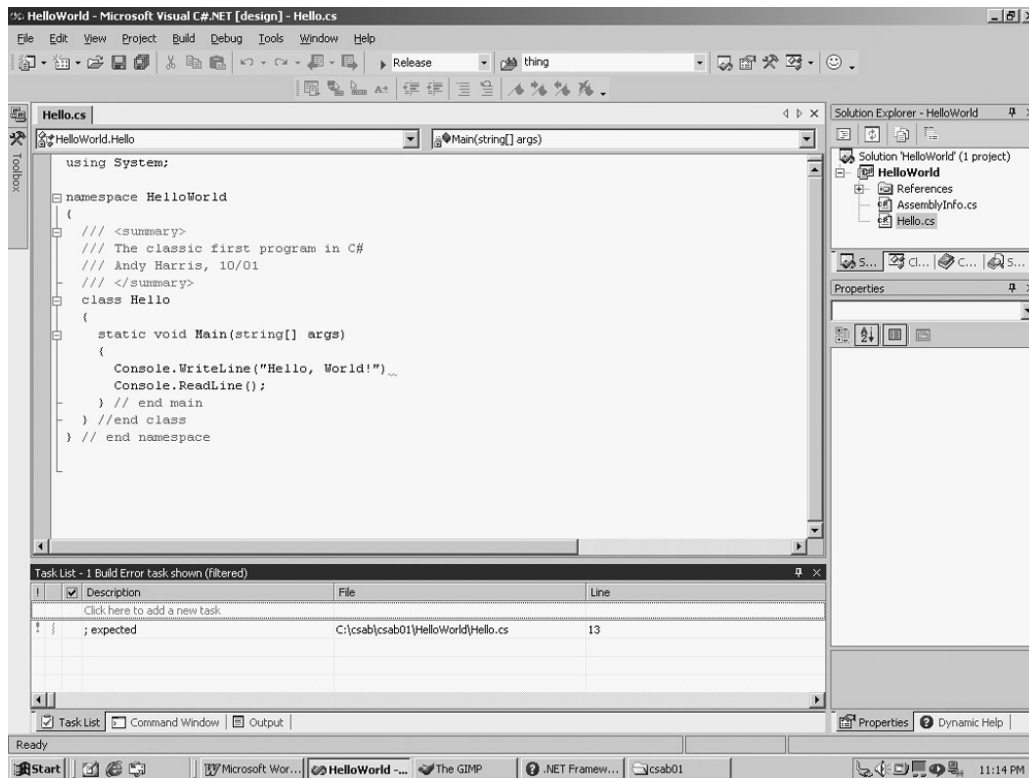 HelloWorld - Microsoft Visual C#.NET [design] - Hello.cs
File Edit View Project Build Debug Tools Window Help
Release thing
Hello.cs
Toolbox
HelloWorld.Hello Main(string[] args)
using System;
namespace HelloWorld
{
/// <summary>
/// The classic first program in C#
/// Andy Harris, 10/01
/// </summary>
class Hello
{
static void Main(string[] args)
{
Console.WriteLine("Hello, World!")
Console.ReadLine();
} // end main
} //end class
} // end namespace
Solution Explorer - HelloWorld
Solution 'HelloWorld' (1 project)
HelloWorld
References
AssemblyInfo.cs
Hello.cs
S... Cl... C... S...
Properties
Task List - 1 Build Error task shown (filtered)
! Description File Line
Click here to add a new task
! ; expected C:\csab\csab01\HelloWorld\Hello.cs 13
Task List Command Window Output
Properties Dynamic Help
Ready
Start Microsoft Wor... HelloWorld -... The GIMP .NET Framew... csab01 11:14 PM